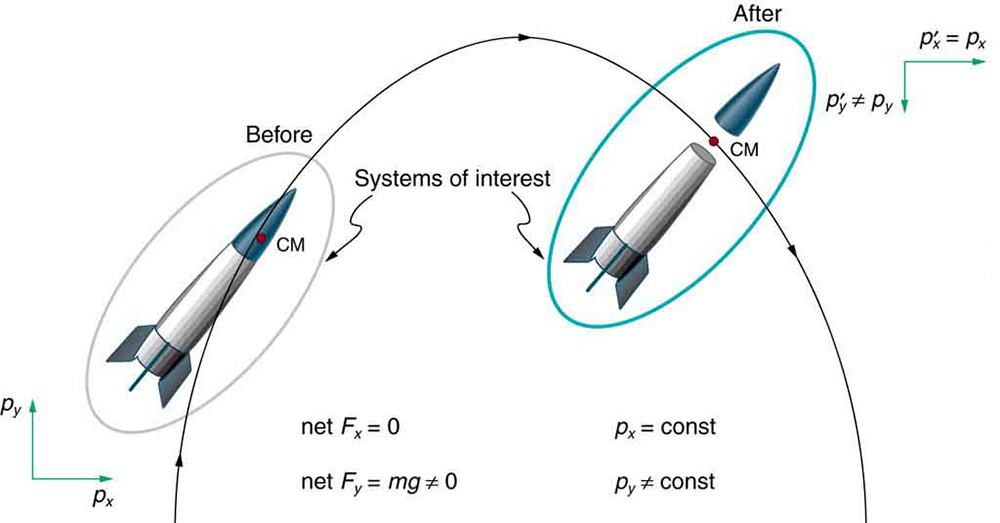 After
p′x = px
p′y ≠ py
Before
CM
Systems of interest
CM
py
px
net Fx = 0
px = const
net Fy = mg ≠ 0
py ≠ const